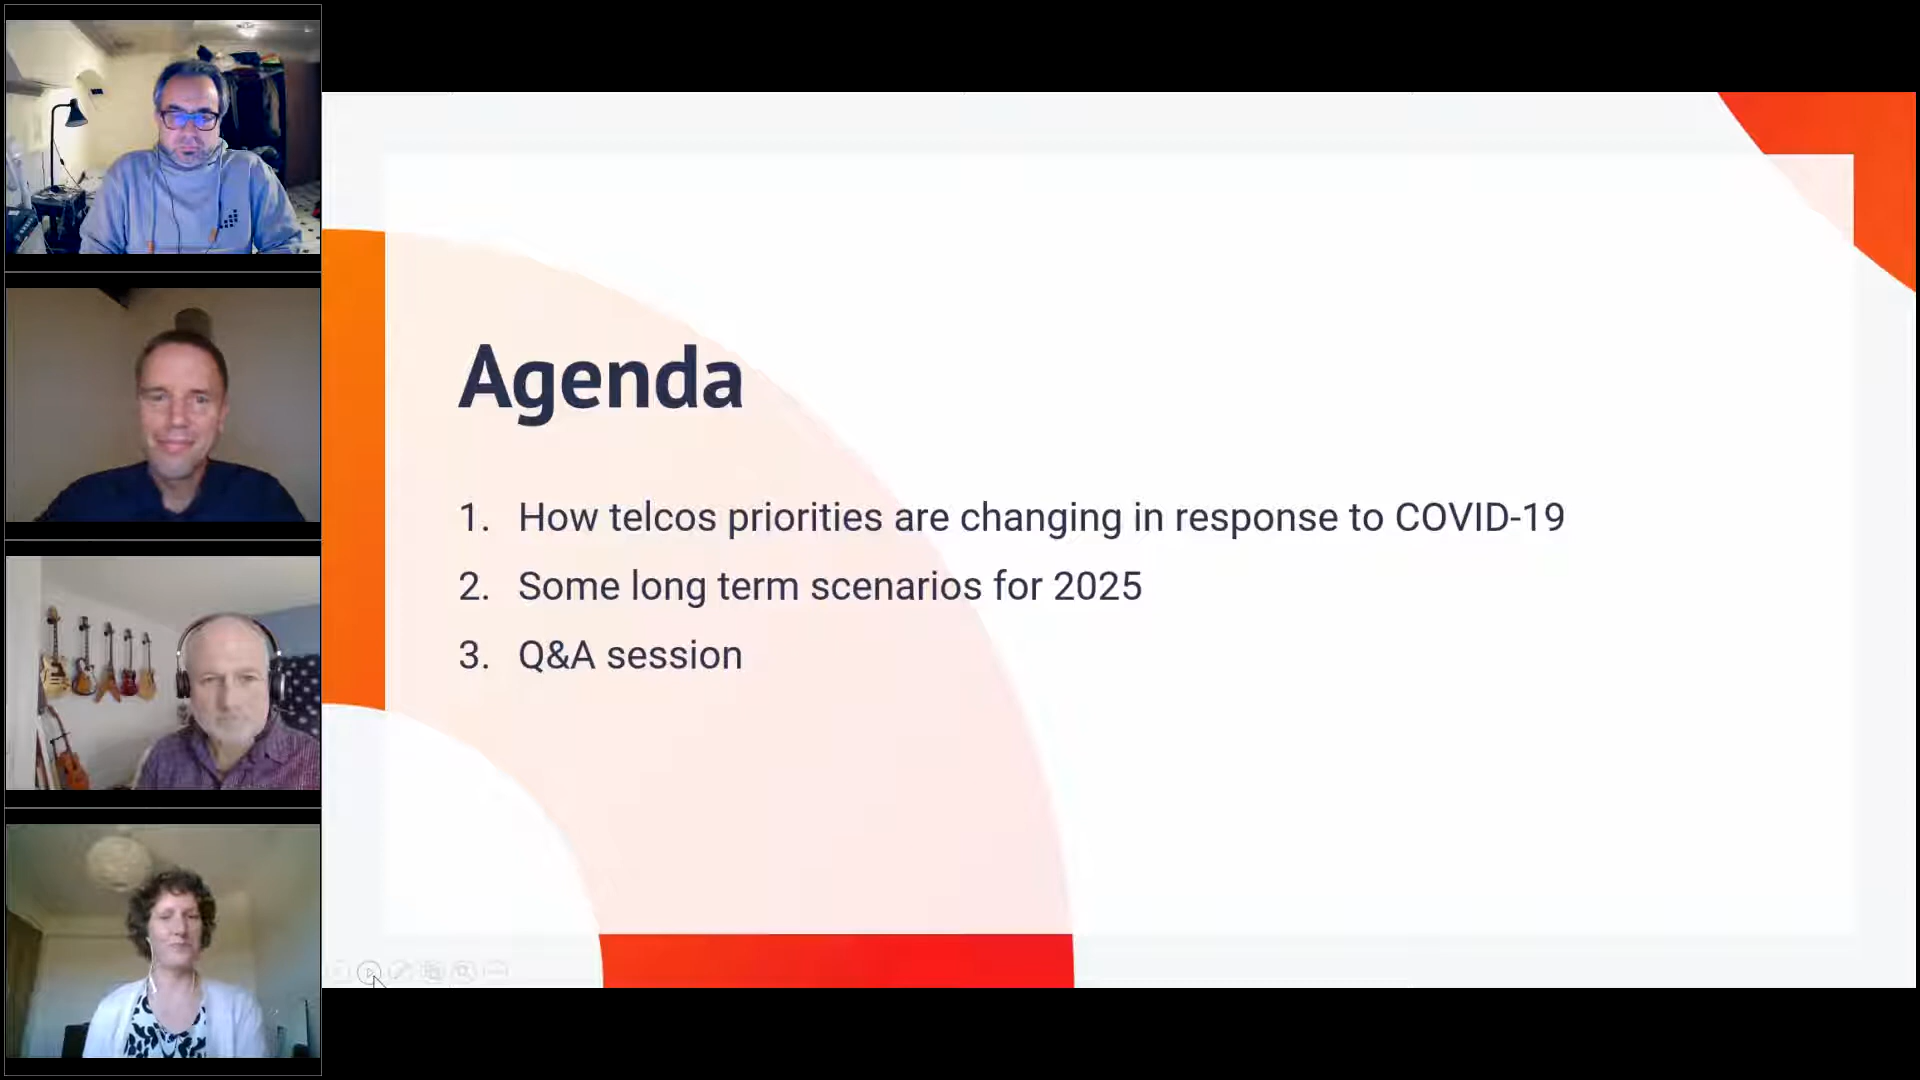 Agenda
1. How telcos priorities are changing in response to COVID-19
2. Some long term scenarios for 2025
3. Q&A session